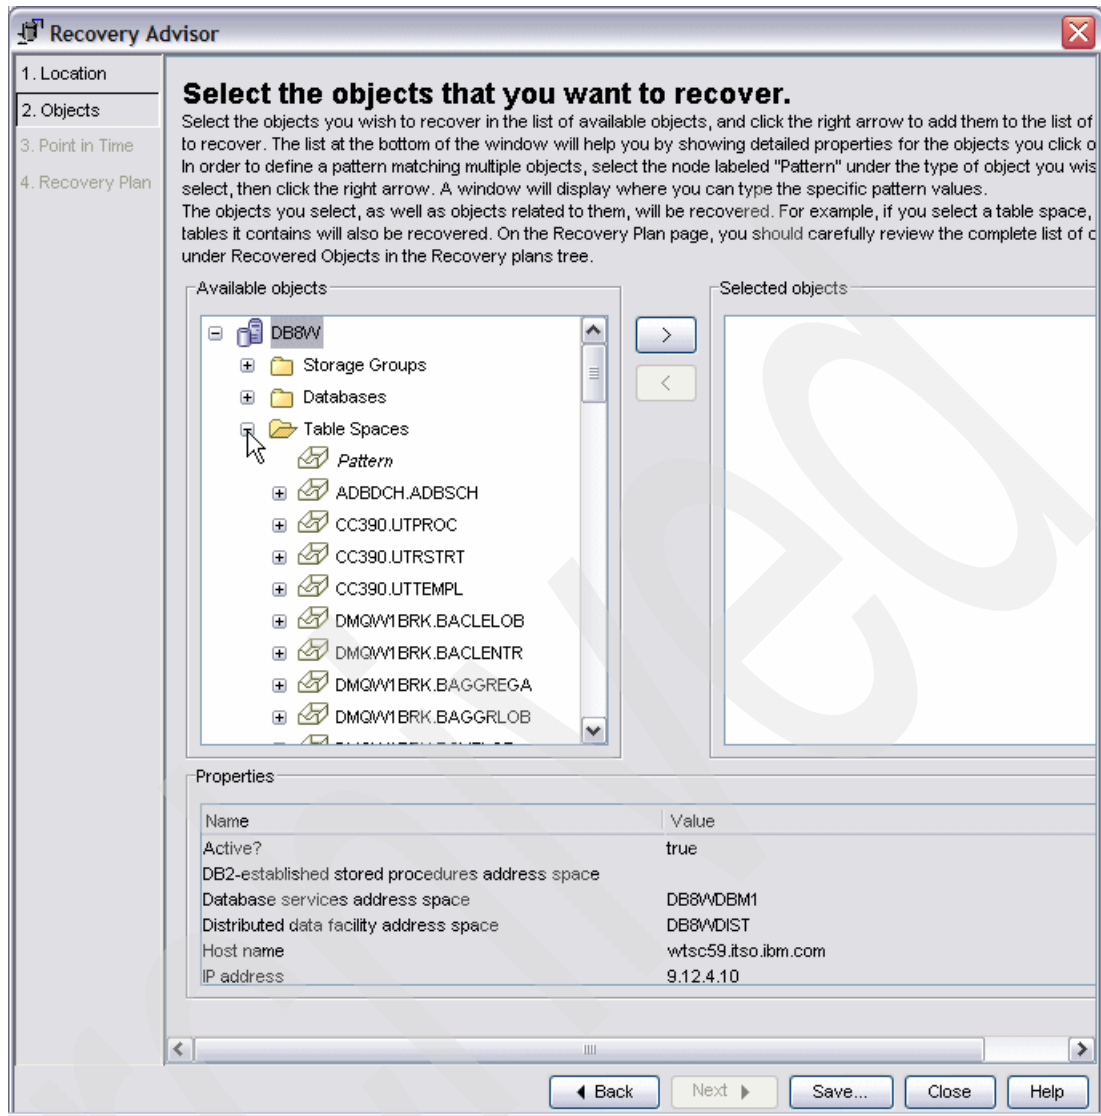 Recovery Advisor
1. Location
2. Objects
3. Point in Time
4. Recovery Plan
Select the objects that you want to recover.
Select the objects you wish to recover in the list of available objects, and click the right arrow to add them to the list of
to recover. The list at the bottom of the window will help you by showing detailed properties for the objects you click o
In order to define a pattern matching multiple objects, select the node labeled "Pattern" under the type of object you wis
select, then click the right arrow. A window will display where you can type the specific pattern values.
The objects you select, as well as objects related to them, will be recovered. For example, if you select a table space,
tables it contains will also be recovered. On the Recovery Plan page, you should carefully review the complete list of o
under Recovered Objects in the Recovery plans tree.
Available objects
DB8W
Storage Groups
Databases
Table Spaces
Pattern
ADBDCH.ADBSCH
CC390.UTPROC
CC390.UTRSTRT
CC390.UTTEMPL
DMQW1BRK.BACLELOB
DMQW1BRK.BACLENTR
DMQW1BRK.BAGGREGA
DMQW1BRK.BAGGRLOB
>
<
Selected objects
Properties
Name Value
Active? true
DB2-established stored procedures address space
Database services address space DB8WDBM1
Distributed data facility address space DB8WDIST
Host name wtsc59.itso.ibm.com
IP address 9.12.4.10
Back
Next
Save...
Close
Help